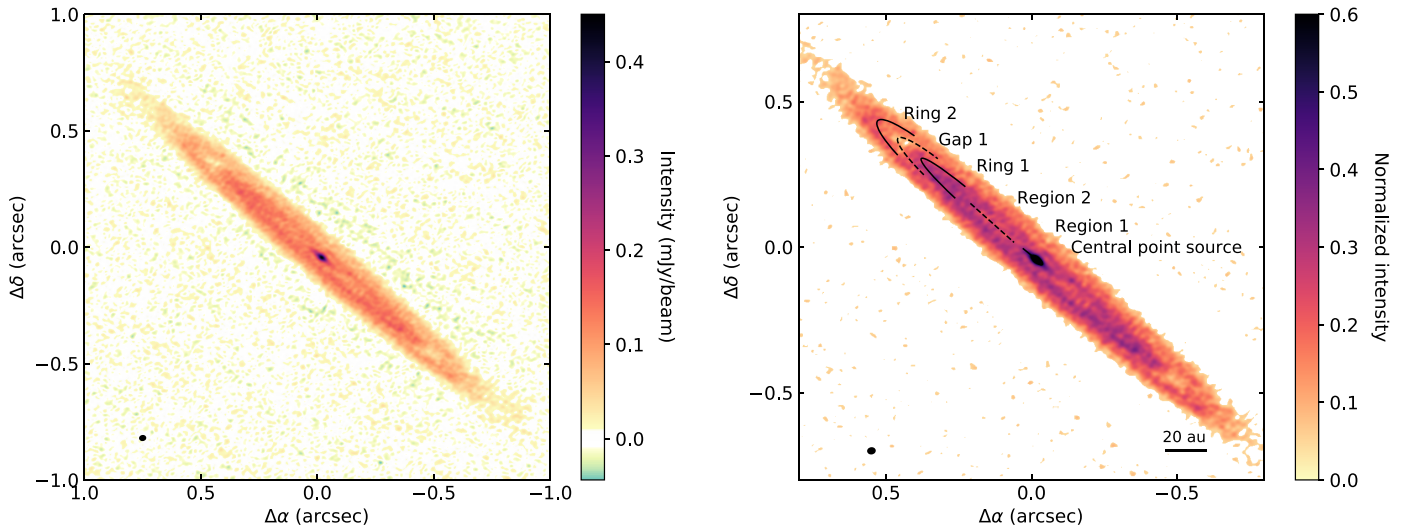 1.0
0.5
0.0
−0.5
−1.0
Δδ (arcsec)
1.0
0.5
0.0
−0.5
−1.0
Δα (arcsec)
0.4
0.3
0.2
0.1
0.0
Intensity (mJy/beam)
0.5
0.0
−0.5
Δδ (arcsec)
Ring 2
Gap 1
Ring 1
Region 2
Region 1
Central point source
20 au
0.5
0.0
−0.5
Δα (arcsec)
0.6
0.5
0.4
0.3
0.2
0.1
0.0
Normalized intensity